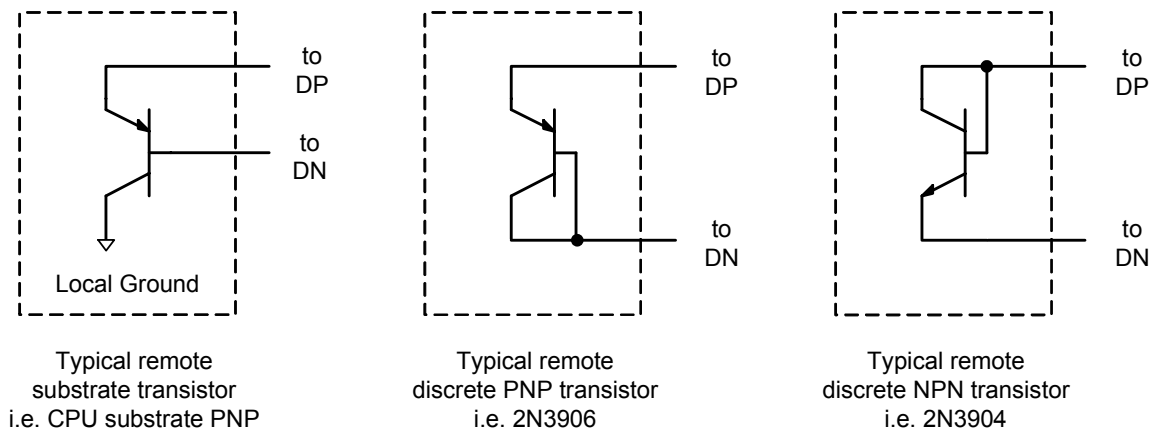 to
DP
to
DN
Local Ground
Typical remote
substrate transistor
i.e. CPU substrate PNP
to
DP
to
DN
Typical remote
discrete PNP transistor
i.e. 2N3906
to
DP
to
DN
Typical remote
discrete NPN transistor
i.e. 2N3904